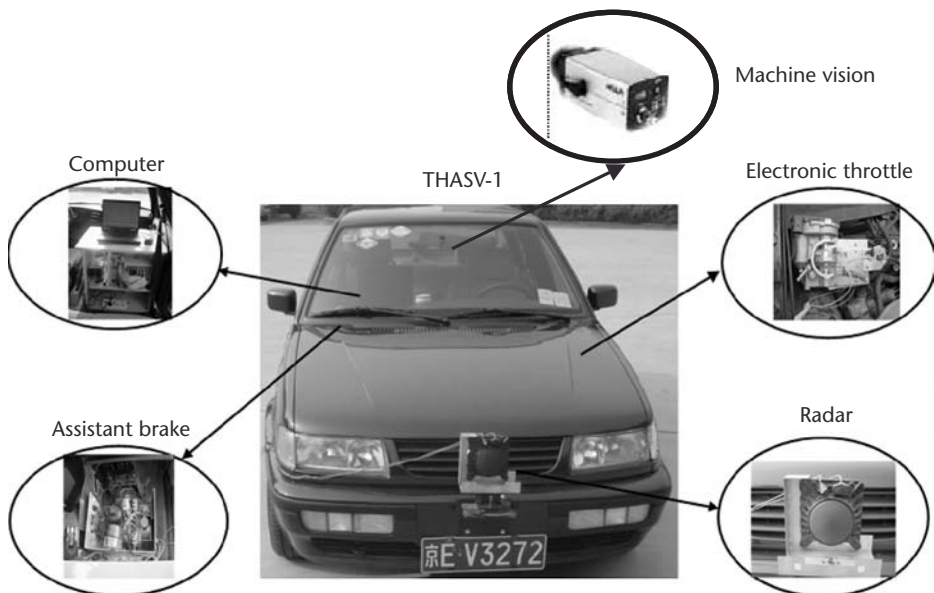 Machine vision
Computer
THASV-1
Electronic throttle
Assistant brake
Radar
京E V3272